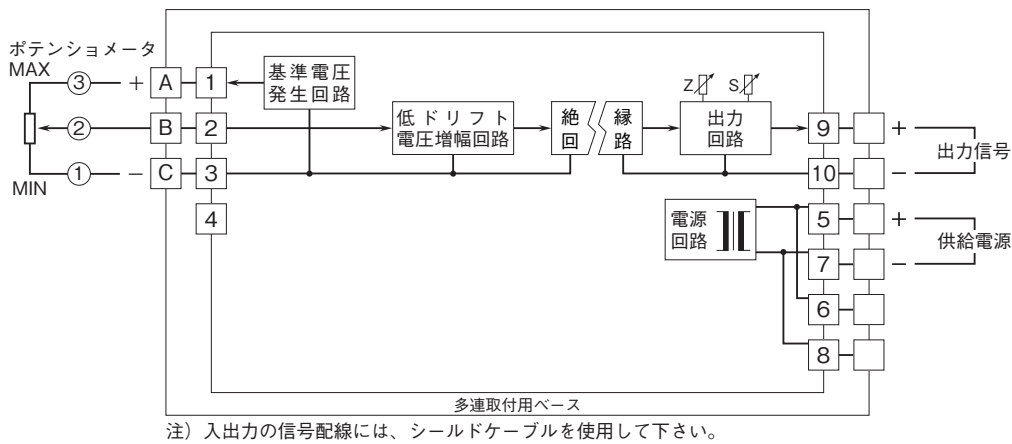 ポテンショメータ
MAX
③ + A 1
② B 2
① − C 3
MIN
4
基準電圧
発生回路
低ドリフト
電圧増幅回路
絶縁
回路
Z S
出力
回路
9 +
出力信号
10 −
電源
回路
5 +
供給電源
7 −
6
8
多連取付用ベース
注）入出力の信号配線には、シールドケーブルを使用して下さい。